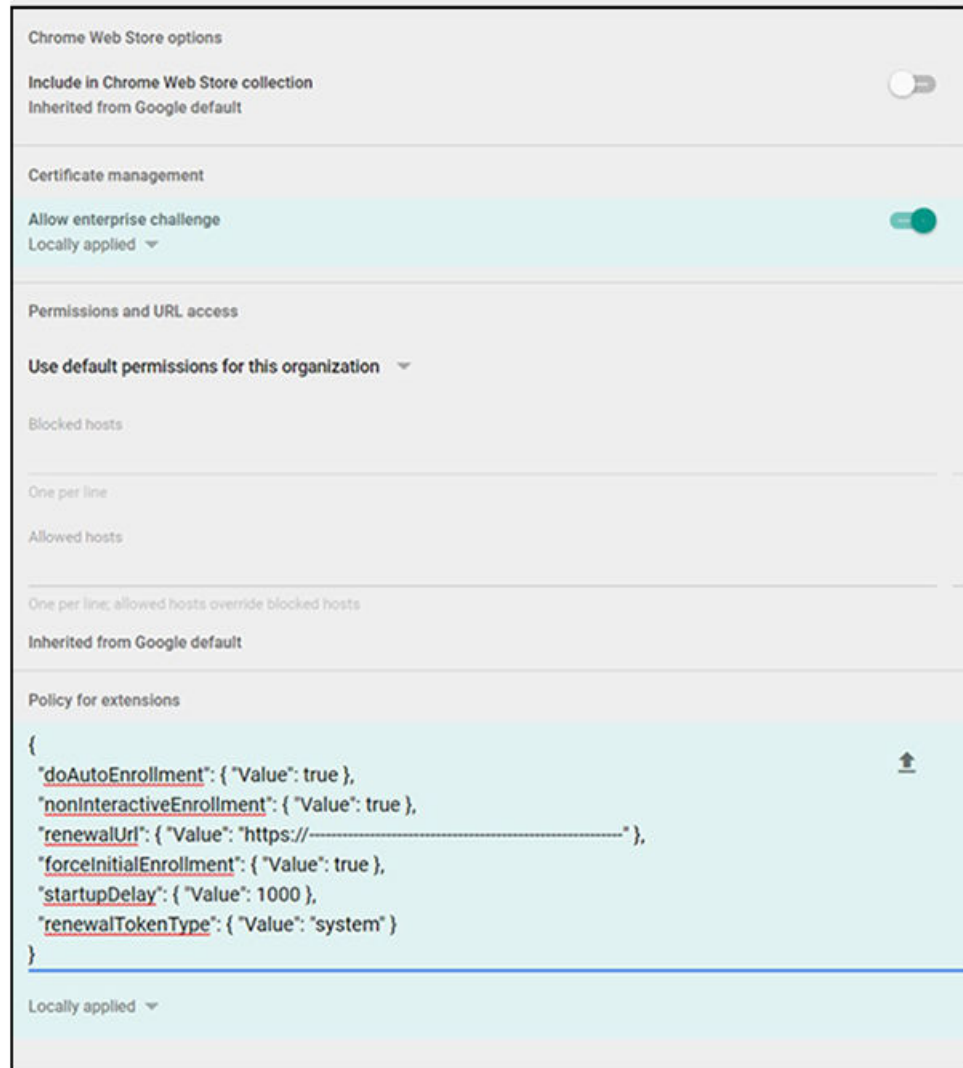 Chrome Web Store options
Include in Chrome Web Store collection
Inherited from Google default
Certificate management
Allow enterprise challenge
Locally applied
Permissions and URL access
Use default permissions for this organization
Blocked hosts
One per line
Allowed hosts
One per line; allowed hosts override blocked hosts
Inherited from Google default
Policy for extensions
{
"doAutoEnrollment": { "Value": true },
"nonInteractiveEnrollment": { "Value": true },
"renewalUrl": { "Value": "https://------------------------------------------------------" },
"forceInitialEnrollment": { "Value": true },
"startupDelay": { "Value": 1000 },
"renewalTokenType": { "Value": "system" }
}
Locally applied